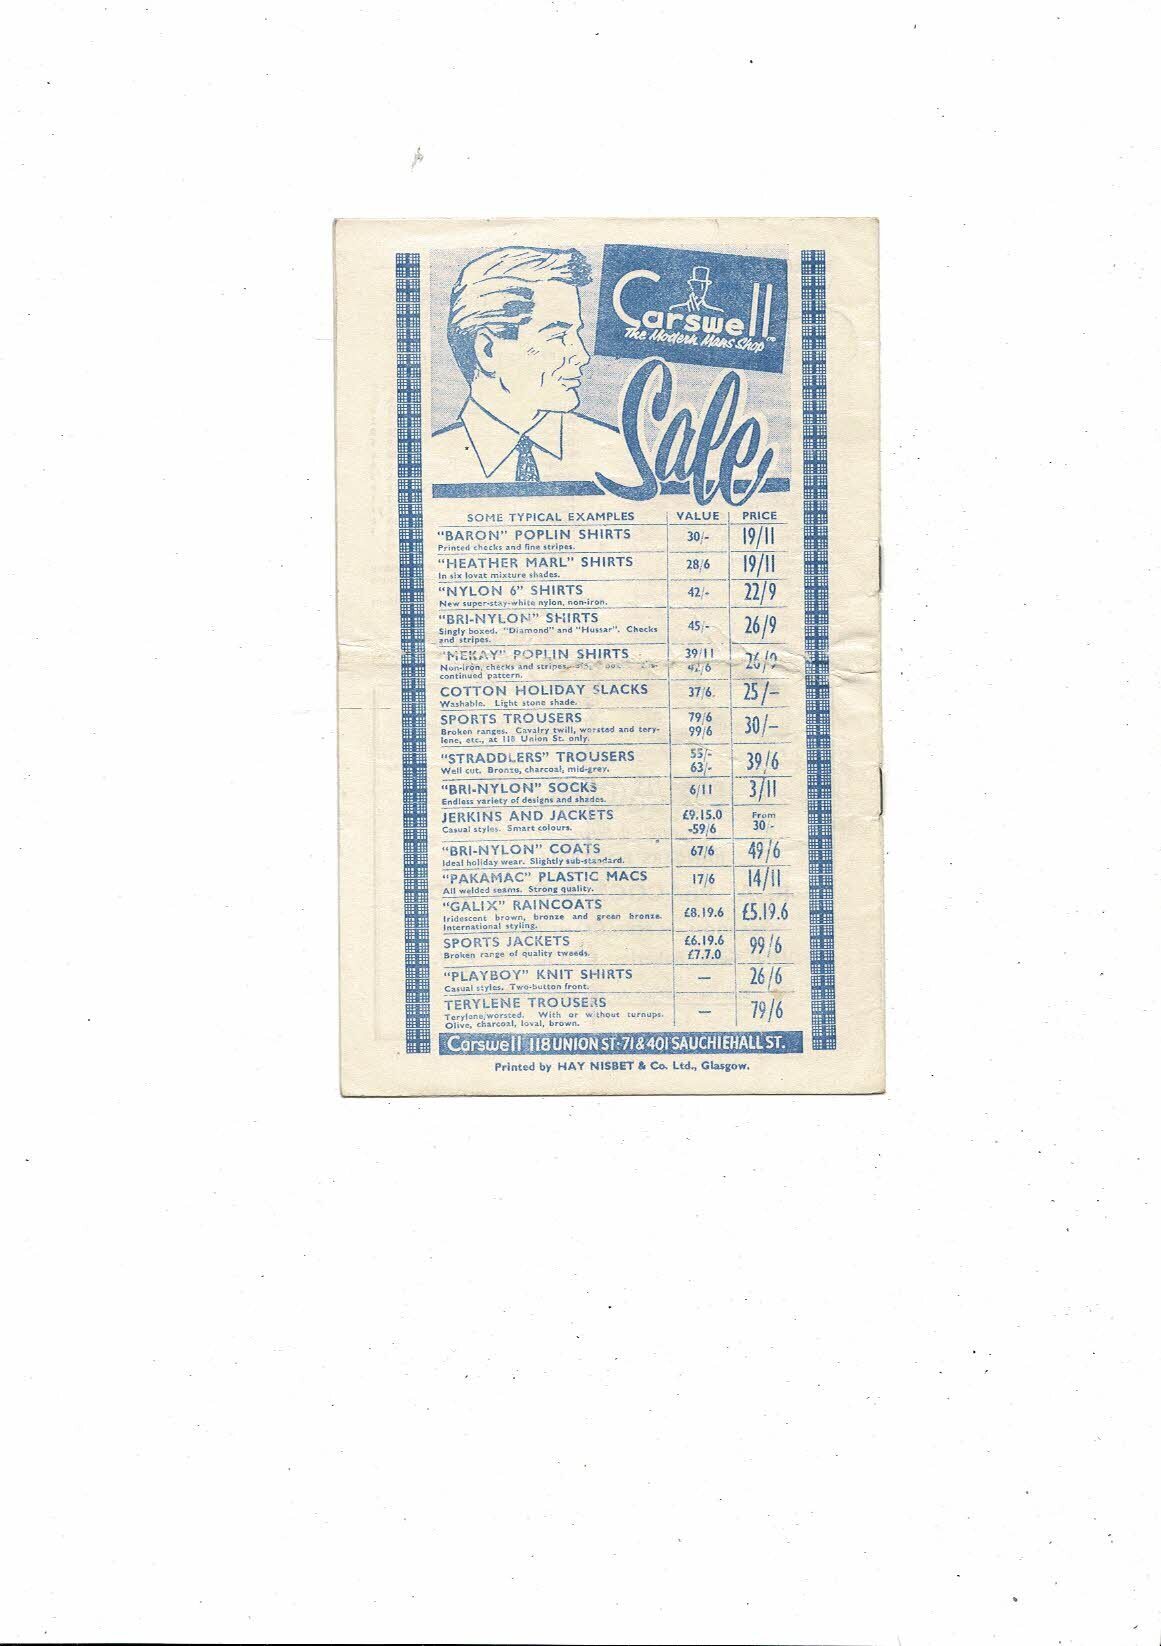 Carswell LTD
The Modern Mans Shop
Sale
SOME TYPICAL EXAMPLES VALUE PRICE
"BARON" POPLIN SHIRTS 30/- 19/11
Printed checks and fine stripes.
"HEATHER MARL" SHIRTS 28/6 19/11
In six lovat mixture shades.
"NYLON 6" SHIRTS 42/- 22/9
New super-stay-white nylon, non-iron.
"BRI-NYLON" SHIRTS 45/- 26/9
Singly boxed. "Diamond" and "Hussar". Checks
and stripes.
"MEKAY" POPLIN SHIRTS 39/11 26/9
Non-iron, checks and stripes, 42/6
continued pattern.
COTTON HOLIDAY SLACKS 37/6 25/-
Washable. Light stone shade.
SPORTS TROUSERS 79/6 30/-
Broken ranges. Cavalry twill, worsted and tery- 99/6
lene, etc., at 118 Union St. only.
"STRADDLERS" TROUSERS 55/- 39/6
Well cut. Bronze, charcoal, mid-grey. 63/-
"BRI-NYLON" SOCKS 6/11 3/11
Endless variety of designs and shades.
JERKINS AND JACKETS £9.15.0 From
Casual styles. Smart colours. -59/6 30/-
"BRI-NYLON" COATS 67/6 49/6
Ideal holiday wear. Slightly sub-standard.
"PAKAMAC" PLASTIC MACS 17/6 14/11
All welded seams. Strong quality.
"GALIX" RAINCOATS £8.19.6 £5.19.6
Iridescent brown, bronze and green bronze.
International styling.
SPORTS JACKETS £6.19.6 99/6
Broken range of quality tweeds. £7.7.0
"PLAYBOY" KNIT SHIRTS — 26/6
Casual styles. Two-button front.
TERYLENE TROUSERS — 79/6
Terylene/worsted. With or without turnups.
Olive, charcoal, lovat, brown.
Carswell 118 UNION ST-71 & 401 SAUCHIEHALL ST.
Printed by HAY NISBET & Co. Ltd., Glasgow.